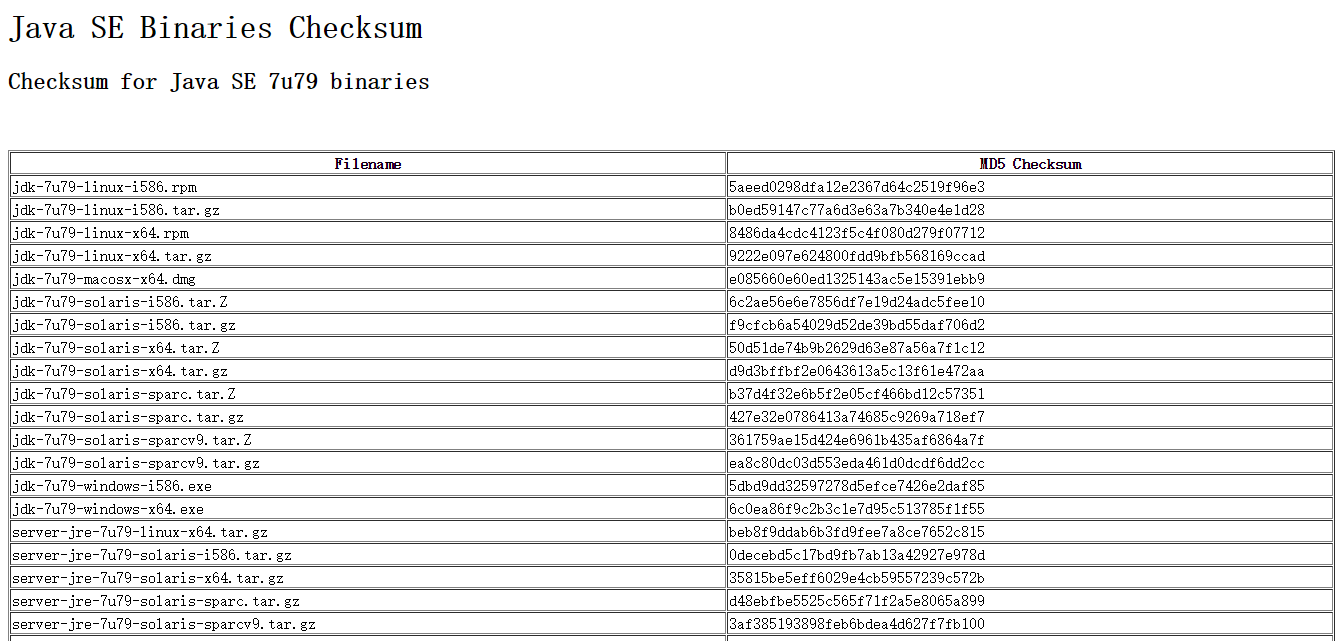 Java SE Binaries Checksum
Checksum for Java SE 7u79 binaries
Filename MD5 Checksum
jdk-7u79-linux-i586.rpm 5aeed0298dfa12e2367d64c2519f96e3
jdk-7u79-linux-i586.tar.gz b0ed59147c77a6d3e63a7b340e4e1d28
jdk-7u79-linux-x64.rpm 8486da4cdc4123f5c4f080d279f07712
jdk-7u79-linux-x64.tar.gz 9222e097e624800fdd9bfb568169ccad
jdk-7u79-macosx-x64.dmg e085660e60ed1325143ac5e15391ebb9
jdk-7u79-solaris-i586.tar.Z 6c2ae56e6e7856df7e19d24adc5fee10
jdk-7u79-solaris-i586.tar.gz f9cfcb6a54029d52de39bd55daf706d2
jdk-7u79-solaris-x64.tar.Z 50d51de74b9b2629d63e87a56a7f1c12
jdk-7u79-solaris-x64.tar.gz d9d3bffbf2e0643613a5c13f61e472aa
jdk-7u79-solaris-sparc.tar.Z b37d4f32e6b5f2e05cf466bd12c57351
jdk-7u79-solaris-sparc.tar.gz 427e32e0786413a74685c9269a718ef7
jdk-7u79-solaris-sparcv9.tar.Z 361759ae15d424e6961b435af6864a7f
jdk-7u79-solaris-sparcv9.tar.gz ea8c80dc03d553eda461d0dcdf6dd2cc
jdk-7u79-windows-i586.exe 5dbd9dd32597278d5efce7426e2daf85
jdk-7u79-windows-x64.exe 6c0ea86f9c2b3c1e7d95c513785f1f55
server-jre-7u79-linux-x64.tar.gz beb8f9ddab6b3fd9fee7a8ce7652c815
server-jre-7u79-solaris-i586.tar.gz 0decebd5c17bd9fb7ab13a42927e978d
server-jre-7u79-solaris-x64.tar.gz 35815be5eff6029e4cb59557239c572b
server-jre-7u79-solaris-sparc.tar.gz d48ebfbe5525c565f71f2a5e8065a899
server-jre-7u79-solaris-sparcv9.tar.gz 3af385193898feb6bdea4d627f7fb100